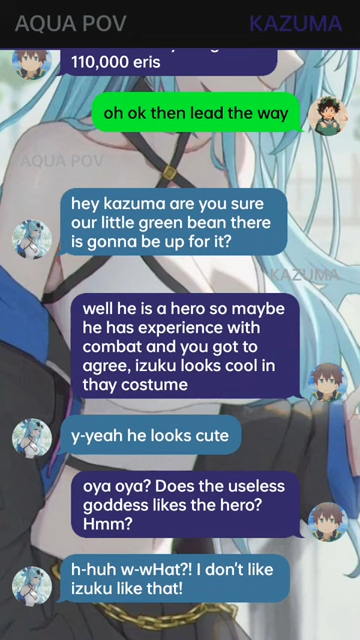 AQUA POV KAZUMA
110,000 eris
oh ok then lead the way
AQUA POV
hey kazuma are you sure
our little green bean there
is gonna be up for it?
KAZUMA
well he is a hero so maybe
he has experience with
combat and you got to
agree, izuku looks cool in
thay costume
y-yeah he looks cute
oya oya? Does the useless
goddess likes the hero?
Hmm?
h-huh w-wHat?! I don't like
izuku like that!